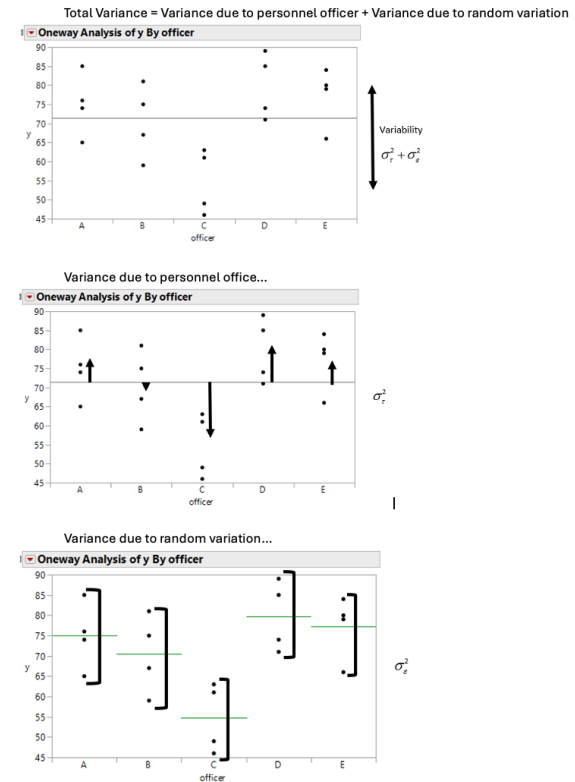 Total Variance = Variance due to personnel officer + Variance due to random variation
Oneway Analysis of y By officer
90
85
80
75
70
65
60
55
50
45
y
A B C D E
officer
Variability
σ²τ + σ²ε
Variance due to personnel office...
Oneway Analysis of y By officer
90
85
80
75
70
65
60
55
50
45
y
A B C D E
officer
σ²τ
Variance due to random variation...
Oneway Analysis of y By officer
90
85
80
75
70
65
60
55
50
45
y
A B C D E
officer
σ²ε